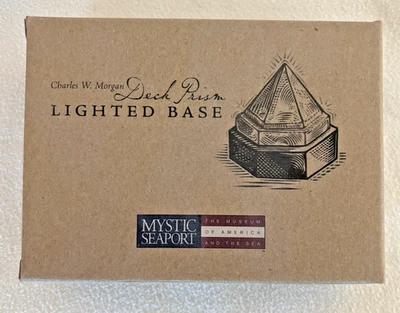 Charles W. Morgan Deck Prism
LIGHTED BASE
MYSTIC
SEAPORT
THE MUSEUM
OF AMERICA
AND THE SEA